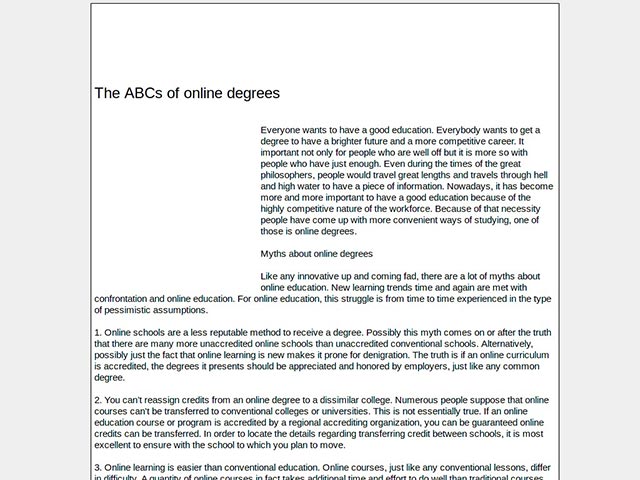 The ABCs of online degrees
Everyone wants to have a good education. Everybody wants to get a
degree to have a brighter future and a more competitive career. It
important not only for people who are well off but it is more so with
people who have just enough. Even during the times of the great
philosophers, people would travel great lengths and travels through hell
and high water to have a piece of information. Nowadays, it has become
more and more important to have a good education because of the
highly competitive nature of the workforce. Because of that necessity
people have come up with more convenient ways of studying, one of
those is online degrees.
Myths about online degrees
Like any innovative up and coming fad, there are a lot of myths about
online education. New learning trends time and again are met with
confrontation and online education. For online education, this struggle is from time to time experienced in the type
of pessimistic assumptions.
1. Online schools are a less reputable method to receive a degree. Possibly this myth comes on or after the truth
that there are many more unaccredited online schools than unaccredited conventional schools. Alternatively,
possibly just the fact that online learning is new makes it prone for denigration. The truth is if an online curriculum
is accredited, the degrees it presents should be appreciated and honored by employers, just like any common
degree.
2. You can't reassign credits from an online degree to a dissimilar college. Numerous people suppose that online
courses can't be transferred to conventional colleges or universities. This is not essentially true. If an online
education course or program is accredited by a regional accrediting organization, you can be guaranteed online
credits can be transferred. In order to locate the details regarding transferring credit between schools, it is most
excellent to ensure with the school to which you plan to move.
3. Online learning is easier than conventional education. Online courses, just like any conventional lessons, differ
in difficulty. A quantity of online courses in fact takes additional time and effort to do well than traditional courses.